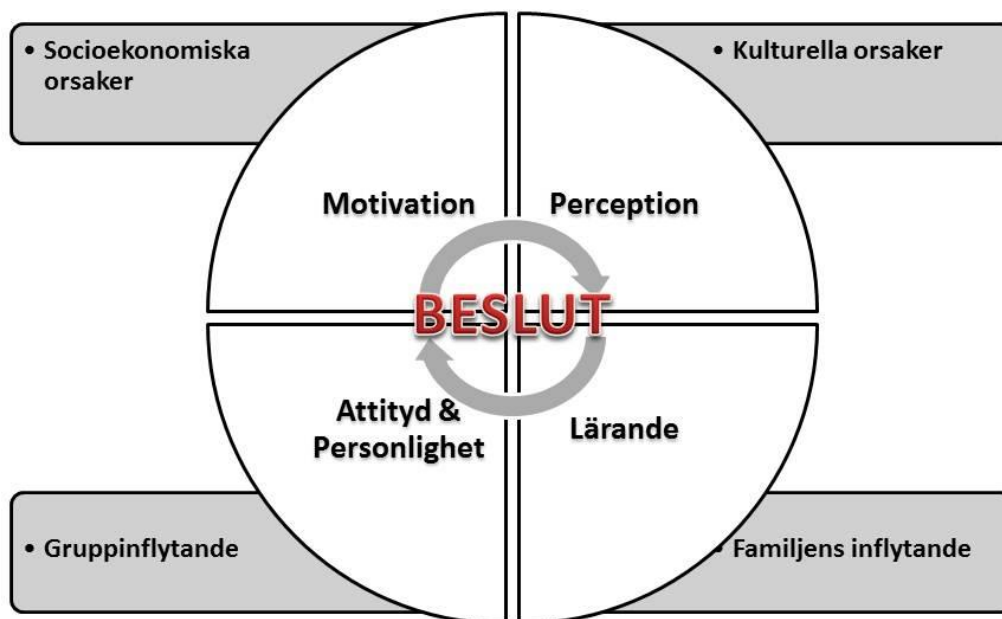 • Socioekonomiska
orsaker
• Kulturella orsaker
Motivation
Perception
BESLUT
Attityd &
Personlighet
Lärande
• Gruppinflytande
• Familjens inflytande